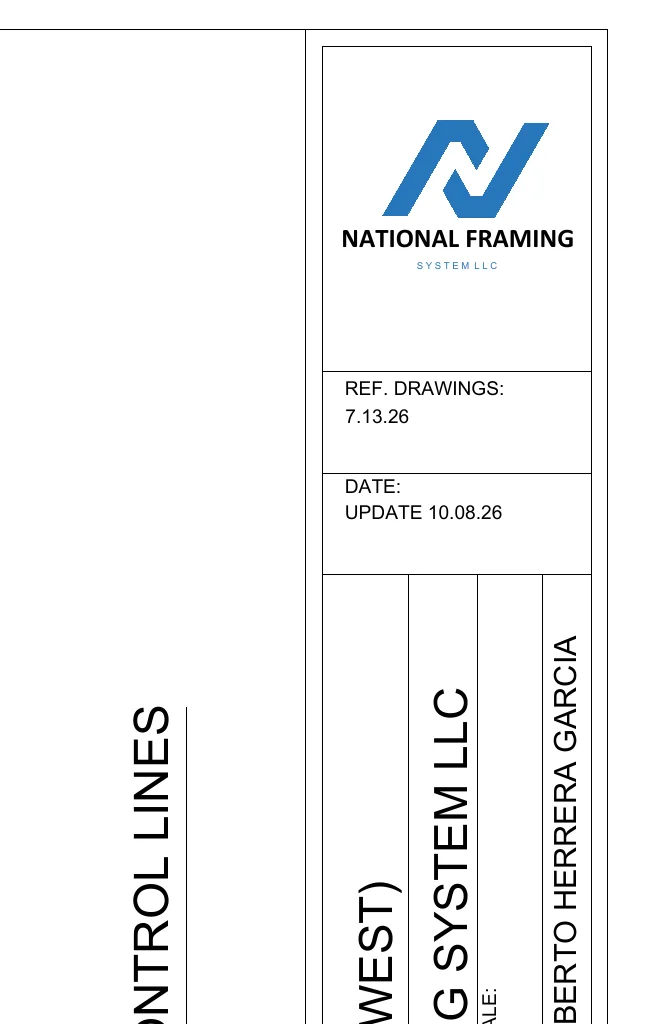 NATIONAL FRAMING
SYSTEM LLC
REF. DRAWINGS:
7.13.26
DATE:
UPDATE 10.08.26
ONTROL LINES
WEST)
G SYSTEM LLC
ALE:
BERTO HERRERA GARCIA